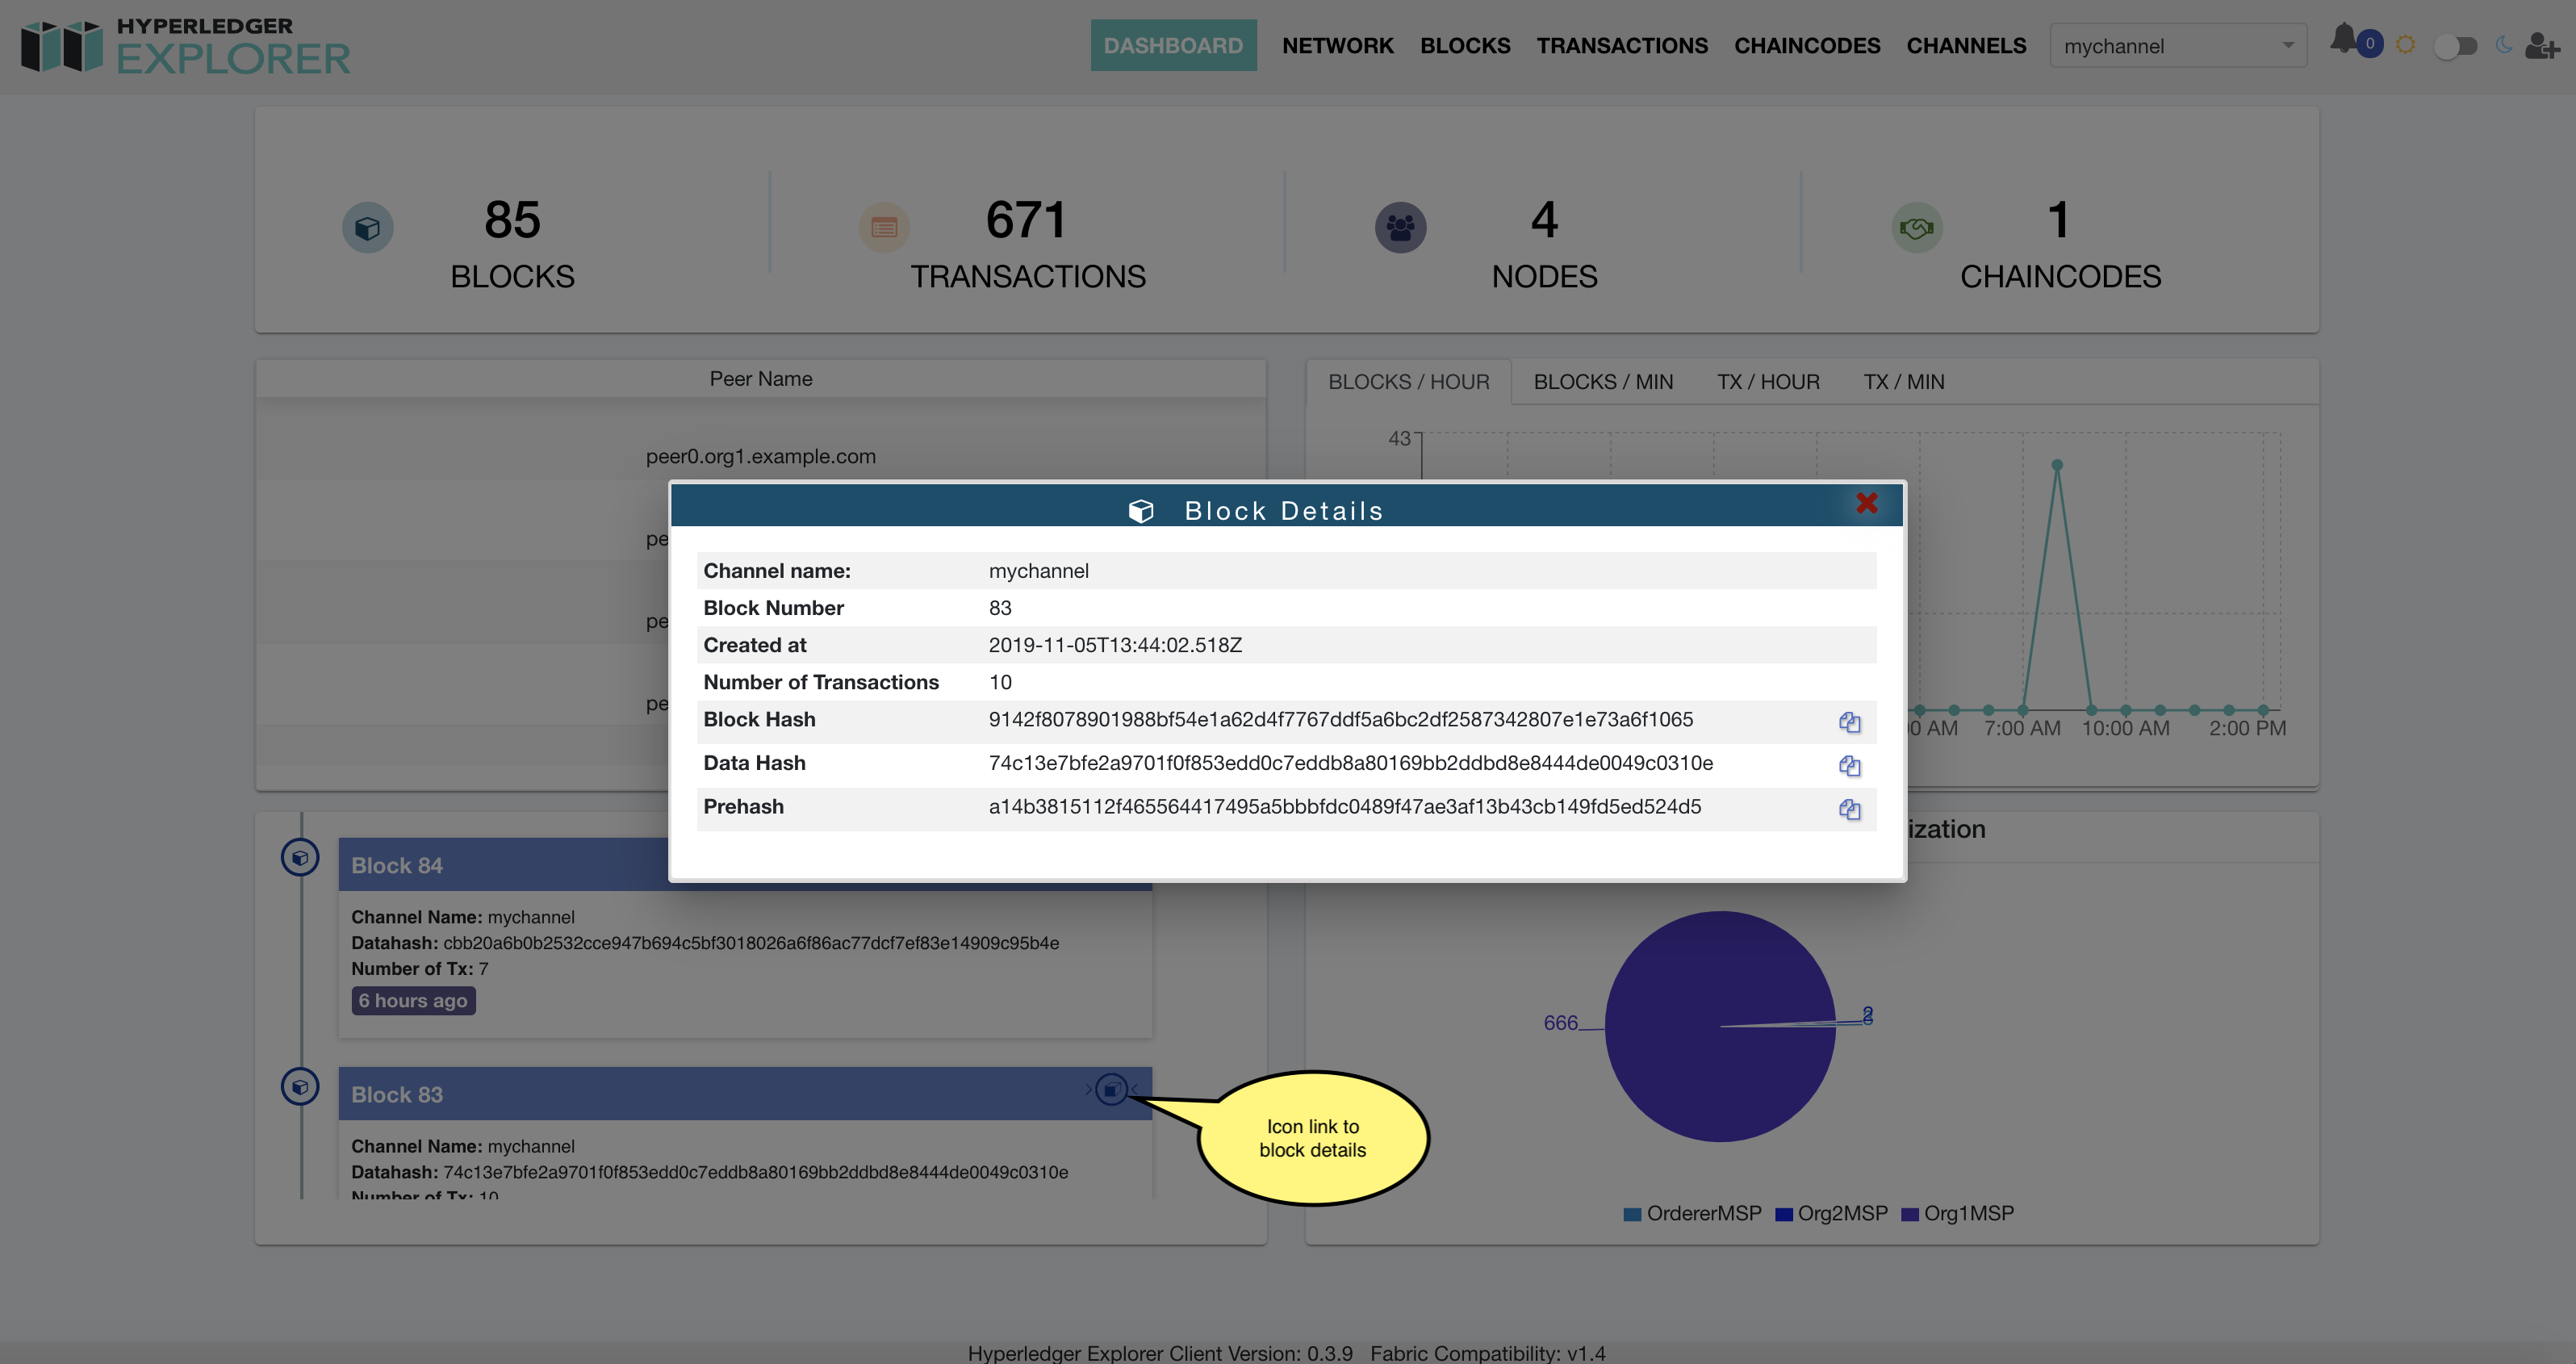 HYPERLEDGER
EXPLORER
DASHBOARD NETWORK BLOCKS TRANSACTIONS CHAINCODES CHANNELS mychannel 0
85
BLOCKS
671
TRANSACTIONS
4
NODES
1
CHAINCODES
Peer Name
peer0.org1.example.com
pe
pe
pe
BLOCKS / HOUR BLOCKS / MIN TX / HOUR TX / MIN
43
AM 7:00 AM 10:00 AM 2:00 PM
Block Details
Channel name: mychannel
Block Number 83
Created at 2019-11-05T13:44:02.518Z
Number of Transactions 10
Block Hash 9142f8078901988bf54e1a62d4f7767ddf5a6bc2df2587342807e1e73a6f1065
Data Hash 74c13e7bfe2a9701f0f853edd0c7eddb8a80169bb2ddbd8e8444de0049c0310e
Prehash a14b3815112f465564417495a5bbbfdc0489f47ae3af13b43cb149fd5ed524d5
Block 84
Channel Name: mychannel
Datahash: cbb20a6b0b2532cce947b694c5bf3018026a6f86ac77dcf7ef83e14909c95b4e
Number of Tx: 7
6 hours ago
Block 83
Channel Name: mychannel
Datahash: 74c13e7bfe2a9701f0f853edd0c7eddb8a80169bb2ddbd8e8444de0049c0310e
Number of Tx: 10
Icon link to
block details
ization
666
OrdererMSP Org2MSP Org1MSP
Hyperledger Explorer Client Version: 0.3.9 Fabric Compatibility: v1.4